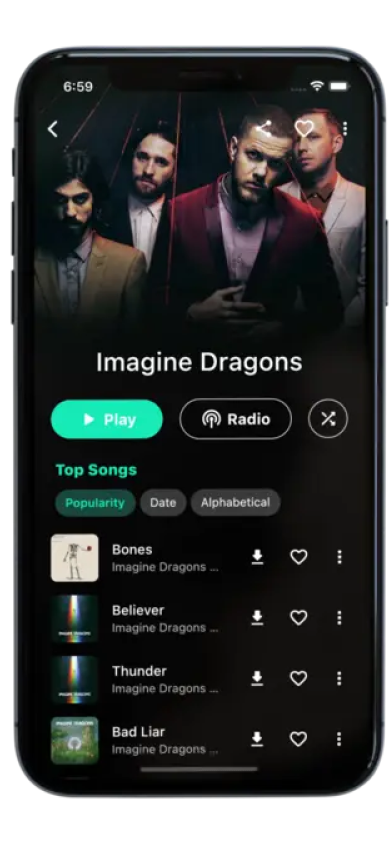 6:59
Imagine Dragons
Play
Radio
Top Songs
Popularity
Date
Alphabetical
Bones
Imagine Dragons ...
Believer
Imagine Dragons ...
Thunder
Imagine Dragons ...
Bad Liar
Imagine Dragons ...